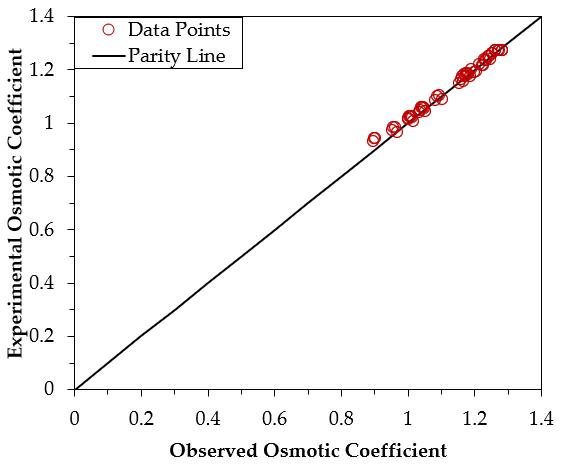 1.4
1.2
1
0.8
0.6
0.4
0.2
0
Experimental Osmotic Coefficient
Data Points
Parity Line
0 0.2 0.4 0.6 0.8 1 1.2 1.4
Observed Osmotic Coefficient